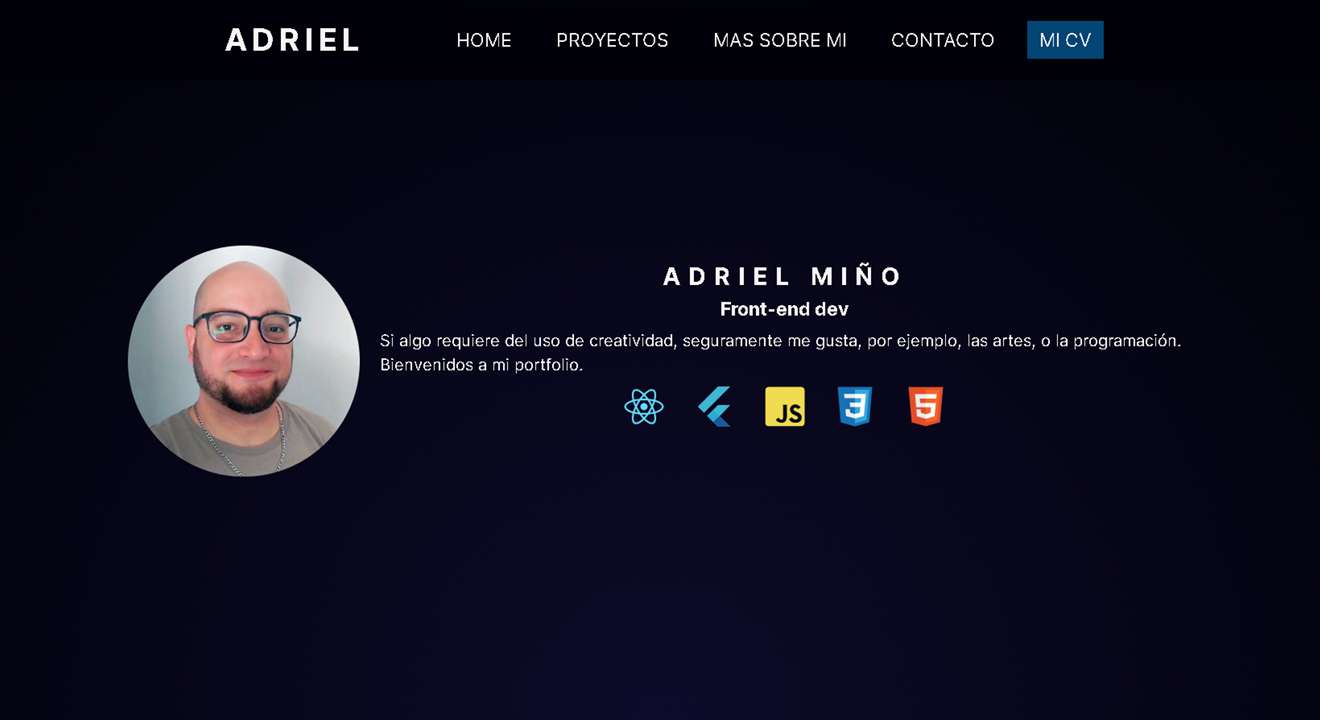 ADRIEL
HOME PROYECTOS MAS SOBRE MI CONTACTO MI CV
ADRIEL MIÑO
Front-end dev
Si algo requiere del uso de creatividad, seguramente me gusta, por ejemplo, las artes, o la programación.
Bienvenidos a mi portfolio.
JS 3 5